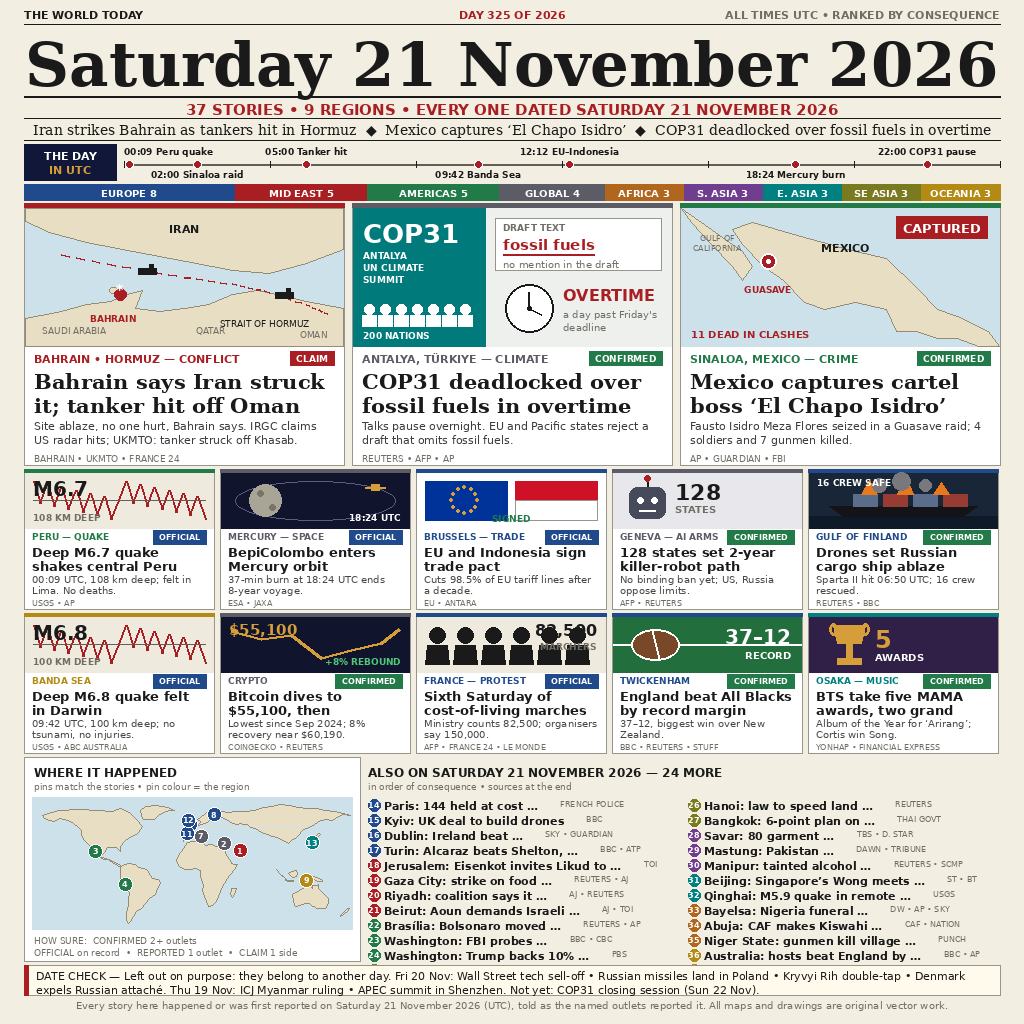 THE WORLD TODAY
DAY 325 OF 2026
ALL TIMES UTC • RANKED BY CONSEQUENCE
Saturday 21 November 2026
37 STORIES • 9 REGIONS • EVERY ONE DATED SATURDAY 21 NOVEMBER 2026
Iran strikes Bahrain as tankers hit in Hormuz ◆ Mexico captures ‘El Chapo Isidro’ ◆ COP31 deadlocked over fossil fuels in overtime
THE DAY
IN UTC
00:09 Peru quake
05:00 Tanker hit
12:12 EU–Indonesia
22:00 COP31 pause
02:00 Sinaloa raid
09:42 Banda Sea
18:24 Mercury burn
EUROPE 8
MID EAST 5
AMERICAS 5
GLOBAL 4
AFRICA 3
S. ASIA 3
E. ASIA 3
SE ASIA 3
OCEANIA 3
IRAN
BAHRAIN
SAUDI ARABIA
QATAR
STRAIT OF HORMUZ
OMAN
BAHRAIN • HORMUZ — CONFLICT
CLAIM
Bahrain says Iran struck
it; tanker hit off Oman
Site ablaze, no one hurt, Bahrain says. IRGC claims
US radar hits; UKMTO: tanker struck off Khasab.
BAHRAIN • UKMTO • FRANCE 24
COP31
ANTALYA
UN CLIMATE
SUMMIT
200 NATIONS
DRAFT TEXT
fossil fuels
no mention in the draft
OVERTIME
a day past Friday's
deadline
ANTALYA, TÜRKIYE — CLIMATE
CONFIRMED
COP31 deadlocked over
fossil fuels in overtime
Talks pause overnight. EU and Pacific states reject a
draft that omits fossil fuels.
REUTERS • AFP • AP
GULF OF
CALIFORNIA
MEXICO
CAPTURED
GUASAVE
11 DEAD IN CLASHES
SINALOA, MEXICO — CRIME
CONFIRMED
Mexico captures cartel
boss ‘El Chapo Isidro’
Fausto Isidro Meza Flores seized in a Guasave raid; 4
soldiers and 7 gunmen killed.
AP • GUARDIAN • FBI
M6.7
108 KM DEEP
PERU — QUAKE
OFFICIAL
Deep M6.7 quake
shakes central Peru
00:09 UTC, 108 km deep; felt in
Lima. No deaths.
USGS • AP
18:24 UTC
MERCURY — SPACE
OFFICIAL
BepiColombo enters
Mercury orbit
37-min burn at 18:24 UTC ends
8-year voyage.
ESA • JAXA
SIGNED
BRUSSELS — TRADE
OFFICIAL
EU and Indonesia sign
trade pact
Cuts 98.5% of EU tariff lines after
a decade.
EU • ANTARA
128
STATES
GENEVA — AI ARMS
CONFIRMED
128 states set 2-year
killer-robot path
No binding ban yet; US, Russia
oppose limits.
AFP • REUTERS
16 CREW SAFE
GULF OF FINLAND
CONFIRMED
Drones set Russian
cargo ship ablaze
Sparta II hit 06:50 UTC; 16 crew
rescued.
REUTERS • BBC
M6.8
100 KM DEEP
BANDA SEA
OFFICIAL
Deep M6.8 quake felt
in Darwin
09:42 UTC, 100 km deep; no
tsunami, no injuries.
USGS • ABC AUSTRALIA
$55,100
+8% REBOUND
CRYPTO
CONFIRMED
Bitcoin dives to
$55,100, then
Lowest since Sep 2024; 8%
recovery near $60,190.
COINGECKO • REUTERS
82,500
MARCHERS
FRANCE — PROTEST
OFFICIAL
Sixth Saturday of
cost-of-living marches
Ministry counts 82,500; organisers
say 150,000.
AFP • FRANCE 24 • LE MONDE
37–12
RECORD
TWICKENHAM
CONFIRMED
England beat All Blacks
by record margin
37–12, biggest win over New
Zealand.
BBC • REUTERS • STUFF
5
AWARDS
OSAKA — MUSIC
CONFIRMED
BTS take five MAMA
awards, two grand
Album of the Year for ‘Arirang’;
Cortis win Song.
YONHAP • FINANCIAL EXPRESS
WHERE IT HAPPENED
pins match the stories • pin colour = the region
12
8
11
7
2
1
13
3
4
9
HOW SURE: CONFIRMED 2+ outlets
OFFICIAL on record • REPORTED 1 outlet • CLAIM 1 side
ALSO ON SATURDAY 21 NOVEMBER 2026 — 24 MORE
in order of consequence • sources at the end
14 Paris: 144 held at cost … FRENCH POLICE
15 Kyiv: UK deal to build drones BBC
16 Dublin: Ireland beat … SKY • GUARDIAN
17 Turin: Alcaraz beats Shelton, … BBC • ATP
18 Jerusalem: Eisenkot invites Likud to … TOI
19 Gaza City: strike on food … REUTERS • AJ
20 Riyadh: coalition says it … AJ • REUTERS
21 Beirut: Aoun demands Israeli … AJ • TOI
22 Brasília: Bolsonaro moved … REUTERS • AP
23 Washington: FBI probes … BBC • CBC
24 Washington: Trump backs 10% … PBS
26 Hanoi: law to speed land … REUTERS
27 Bangkok: 6-point plan on … THAI GOVT
28 Savar: 80 garment … TBS • D. STAR
29 Mastung: Pakistan … DAWN • TRIBUNE
30 Manipur: tainted alcohol … REUTERS • SCMP
31 Beijing: Singapore’s Wong meets … ST • BT
32 Qinghai: M5.9 quake in remote … USGS
33 Bayelsa: Nigeria funeral … DW • AP • SKY
34 Abuja: CAF makes Kiswahi … CAF • NATION
35 Niger State: gunmen kill village … PUNCH
36 Australia: hosts beat England by … BBC • AP
DATE CHECK — Left out on purpose: they belong to another day. Fri 20 Nov: Wall Street tech sell-off • Russian missiles land in Poland • Kryvyi Rih double-tap • Denmark
expels Russian attaché. Thu 19 Nov: ICJ Myanmar ruling • APEC summit in Shenzhen. Not yet: COP31 closing session (Sun 22 Nov).
Every story here happened or was first reported on Saturday 21 November 2026 (UTC), told as the named outlets reported it. All maps and drawings are original vector work.